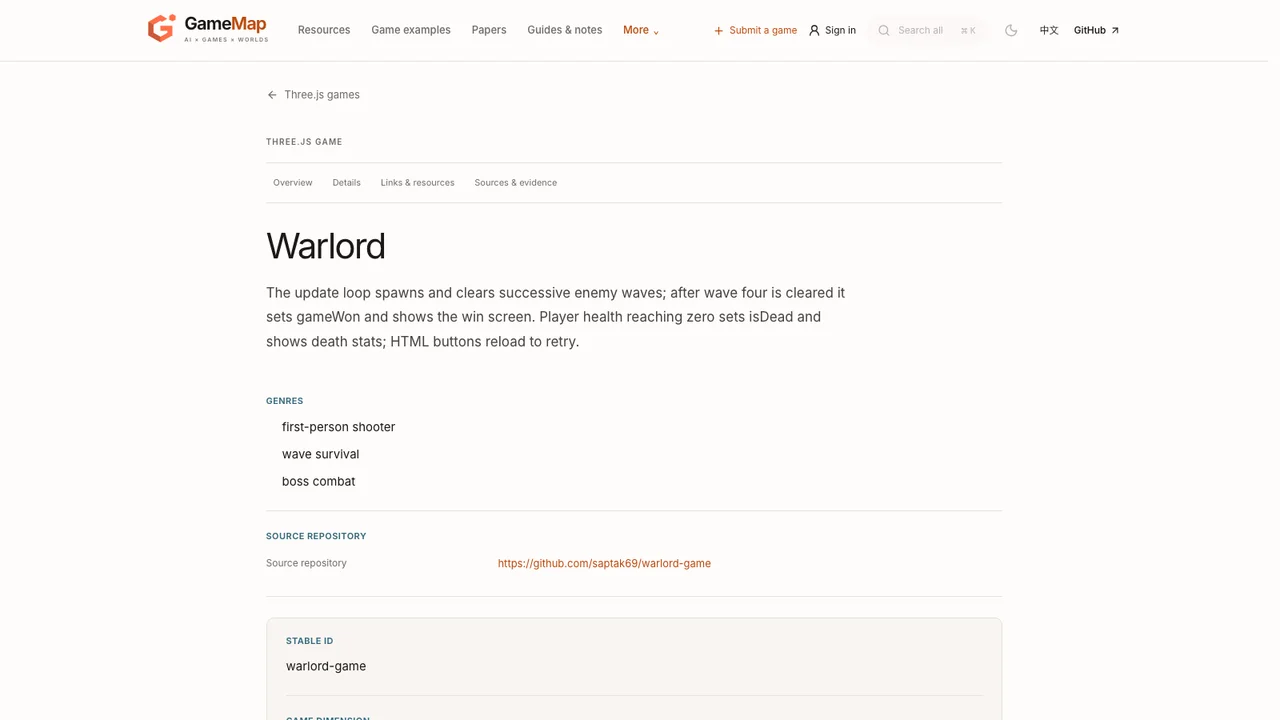 GameMap
AI × GAMES × WORLDS
Resources
Game examples
Papers
Guides & notes
More
Submit a game
Sign in
Search all
⌘ K
中文
GitHub
Three.js games
THREE.JS GAME
Overview
Details
Links & resources
Sources & evidence
Warlord
The update loop spawns and clears successive enemy waves; after wave four is cleared it
sets gameWon and shows the win screen. Player health reaching zero sets isDead and
shows death stats; HTML buttons reload to retry.
GENRES
first-person shooter
wave survival
boss combat
SOURCE REPOSITORY
Source repository
https://github.com/saptak69/warlord-game
STABLE ID
warlord-game
GAME DIMENSION